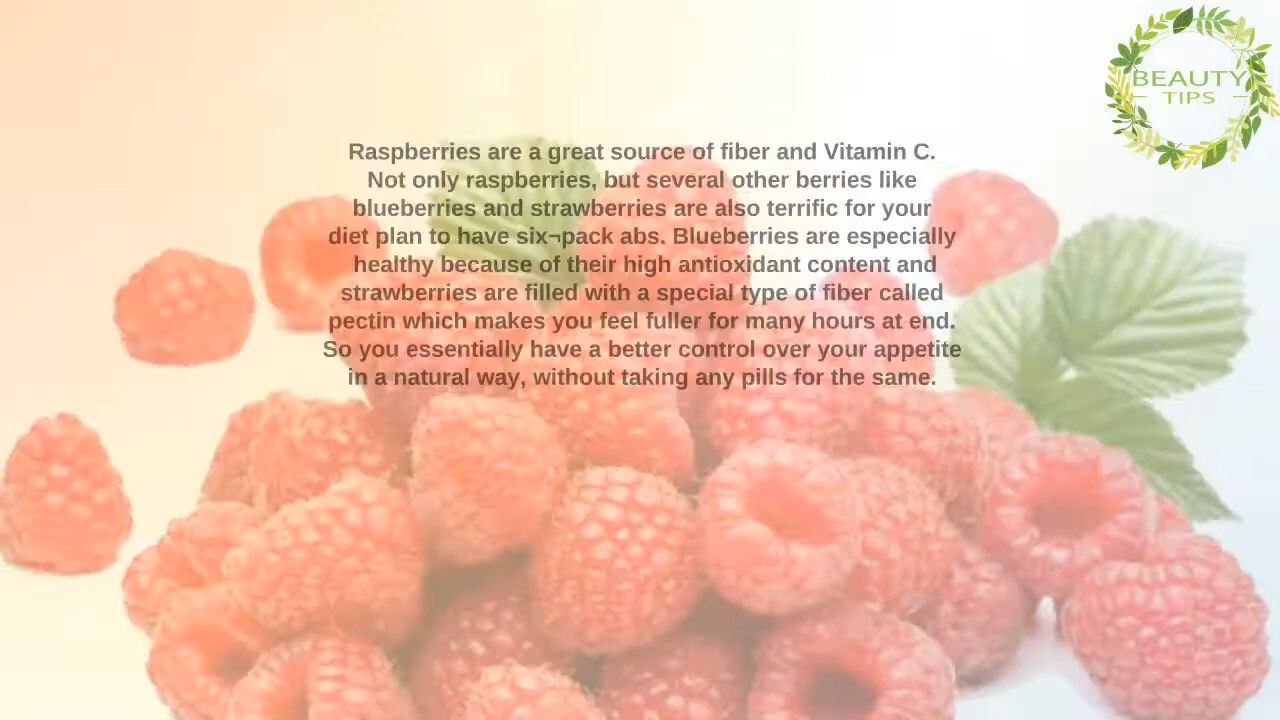 BEAUTY
TIPS
Raspberries are a great source of fiber and Vitamin C.
Not only raspberries, but several other berries like
blueberries and strawberries are also terrific for your
diet plan to have six¬pack abs. Blueberries are especially
healthy because of their high antioxidant content and
strawberries are filled with a special type of fiber called
pectin which makes you feel fuller for many hours at end.
So you essentially have a better control over your appetite
in a natural way, without taking any pills for the same.